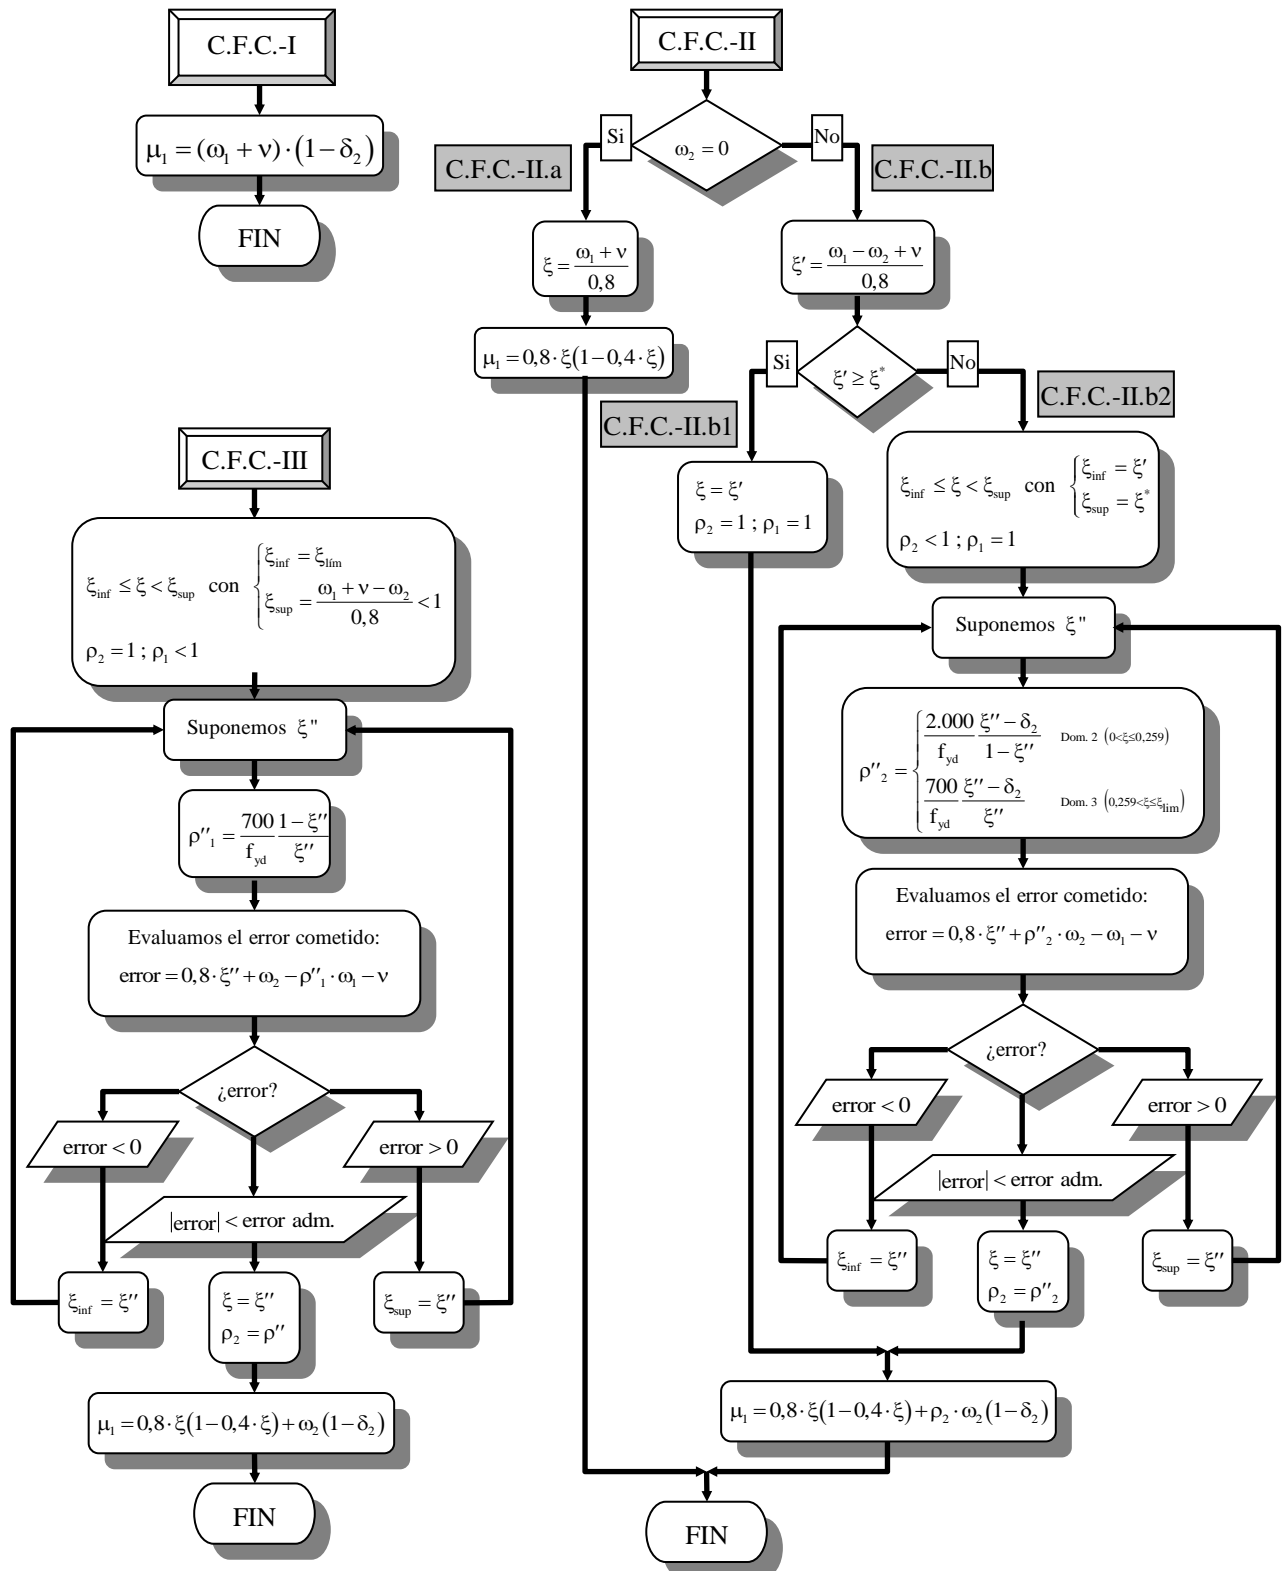 C.F.C.-I
μ₁ = (ω₁ + ν) · (1 − δ₂)
FIN
C.F.C.-II
ω₂ = 0
Si
No
C.F.C.-II.a
C.F.C.-II.b
ξ = (ω₁ + ν) / 0,8
μ₁ = 0,8 · ξ(1 − 0,4 · ξ)
ξ′ = (ω₁ − ω₂ + ν) / 0,8
ξ′ ≥ ξ*
Si
No
C.F.C.-II.b1
C.F.C.-II.b2
ξ = ξ′
ρ₂ = 1 ; ρ₁ = 1
ξ_inf ≤ ξ < ξ_sup con { ξ_inf = ξ′
ξ_sup = ξ*
ρ₂ < 1 ; ρ₁ = 1
Suponemos ξ"
ρ″₂ = { 2.000 / f_yd (ξ″ − δ₂) / (1 − ξ″) Dom. 2 (0<ξ≤0,259)
700 / f_yd (ξ″ − δ₂) / ξ″ Dom. 3 (0,259<ξ≤ξ_lim)
Evaluamos el error cometido:
error = 0,8 · ξ″ + ρ″₂ · ω₂ − ω₁ − ν
¿error?
error < 0
error > 0
|error| < error adm.
ξ_inf = ξ″
ξ = ξ″
ρ₂ = ρ″₂
ξ_sup = ξ″
μ₁ = 0,8 · ξ(1 − 0,4 · ξ) + ρ₂ · ω₂(1 − δ₂)
FIN
C.F.C.-III
ξ_inf ≤ ξ < ξ_sup con { ξ_inf = ξ_lím
ξ_sup = (ω₁ + ν − ω₂) / 0,8 < 1
ρ₂ = 1 ; ρ₁ < 1
Suponemos ξ"
ρ″₁ = 700 / f_yd (1 − ξ″) / ξ″
Evaluamos el error cometido:
error = 0,8 · ξ″ + ω₂ − ρ″₁ · ω₁ − ν
¿error?
error < 0
error > 0
|error| < error adm.
ξ_inf = ξ″
ξ = ξ″
ρ₂ = ρ″
ξ_sup = ξ″
μ₁ = 0,8 · ξ(1 − 0,4 · ξ) + ω₂(1 − δ₂)
FIN